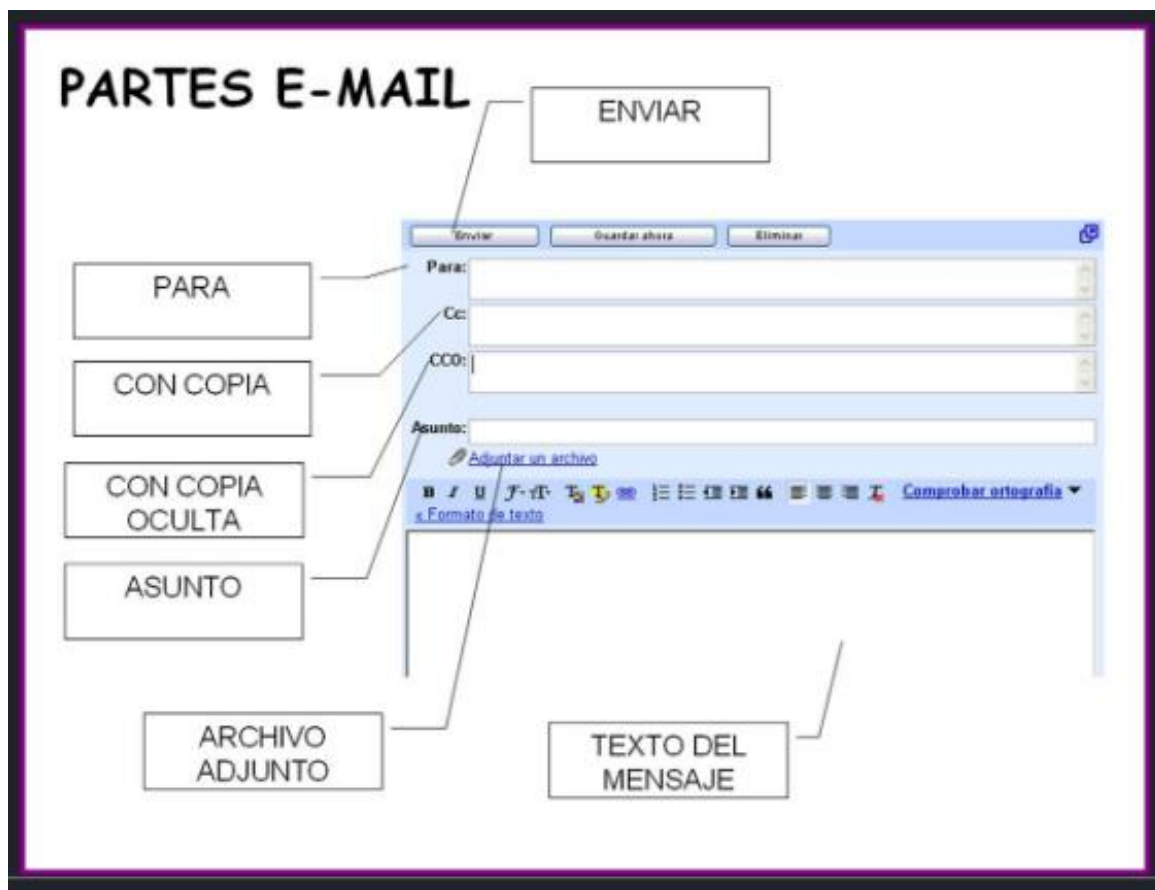 PARTES E-MAIL
ENVIAR
Enviar Guardar ahora Eliminar
PARA
Para:
Cc:
CON COPIA
CCO:
Asunto:
Adjuntar un archivo
CON COPIA
OCULTA
B I U Comprobar ortografía
« Formato de texto
ASUNTO
ARCHIVO
ADJUNTO
TEXTO DEL
MENSAJE